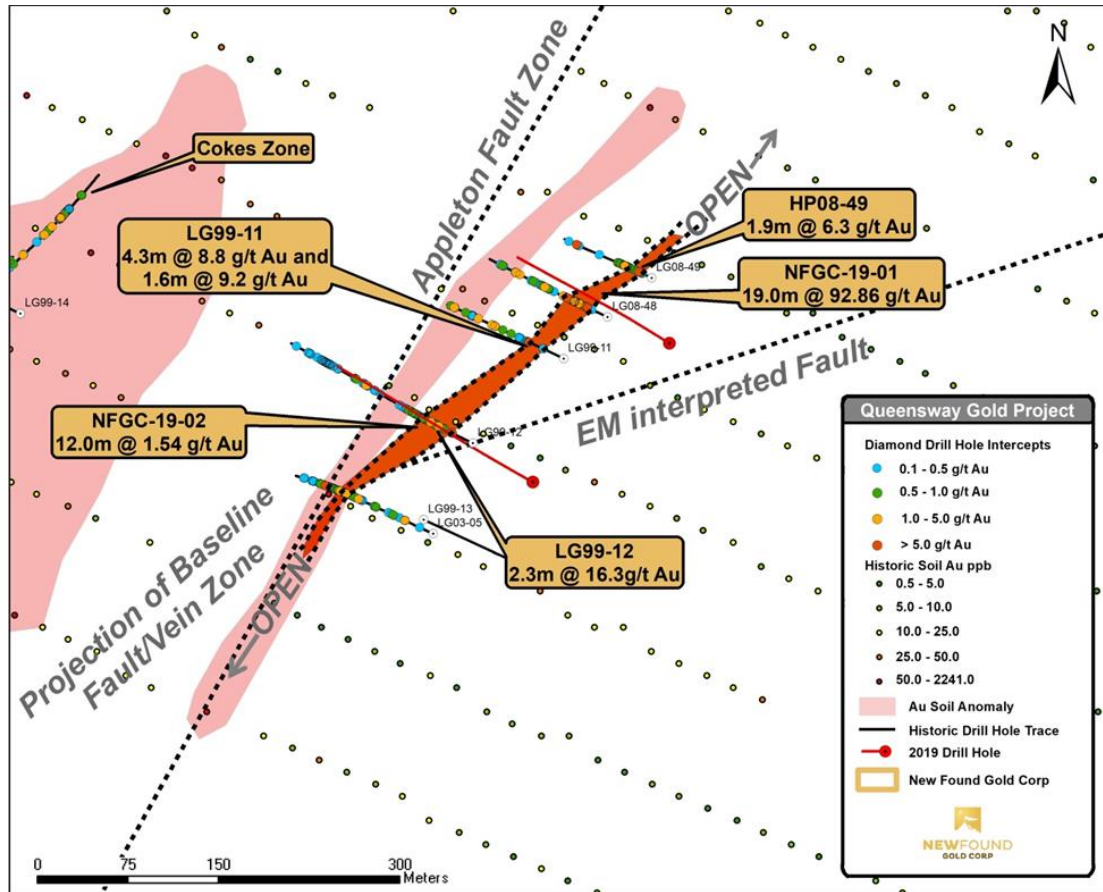 N
Cokes Zone
LG99-11
4.3m @ 8.8 g/t Au and
1.6m @ 9.2 g/t Au
Appleton Fault Zone
←OPEN→
HP08-49
1.9m @ 6.3 g/t Au
NFGC-19-01
19.0m @ 92.86 g/t Au
LG08-49
LG08-48
LG99-11
LG99-14
LG99-12
EM interpreted Fault
NFGC-19-02
12.0m @ 1.54 g/t Au
LG99-13
LG03-05
LG99-12
2.3m @ 16.3g/t Au
Projection of Baseline
Fault/Vein Zone
←OPEN
Queensway Gold Project
Diamond Drill Hole Intercepts
0.1 - 0.5 g/t Au
0.5 - 1.0 g/t Au
1.0 - 5.0 g/t Au
> 5.0 g/t Au
Historic Soil Au ppb
0.5 - 5.0
5.0 - 10.0
10.0 - 25.0
25.0 - 50.0
50.0 - 2241.0
Au Soil Anomaly
Historic Drill Hole Trace
2019 Drill Hole
New Found Gold Corp
NEWFOUND
GOLD CORP
0 75 150 300
Meters